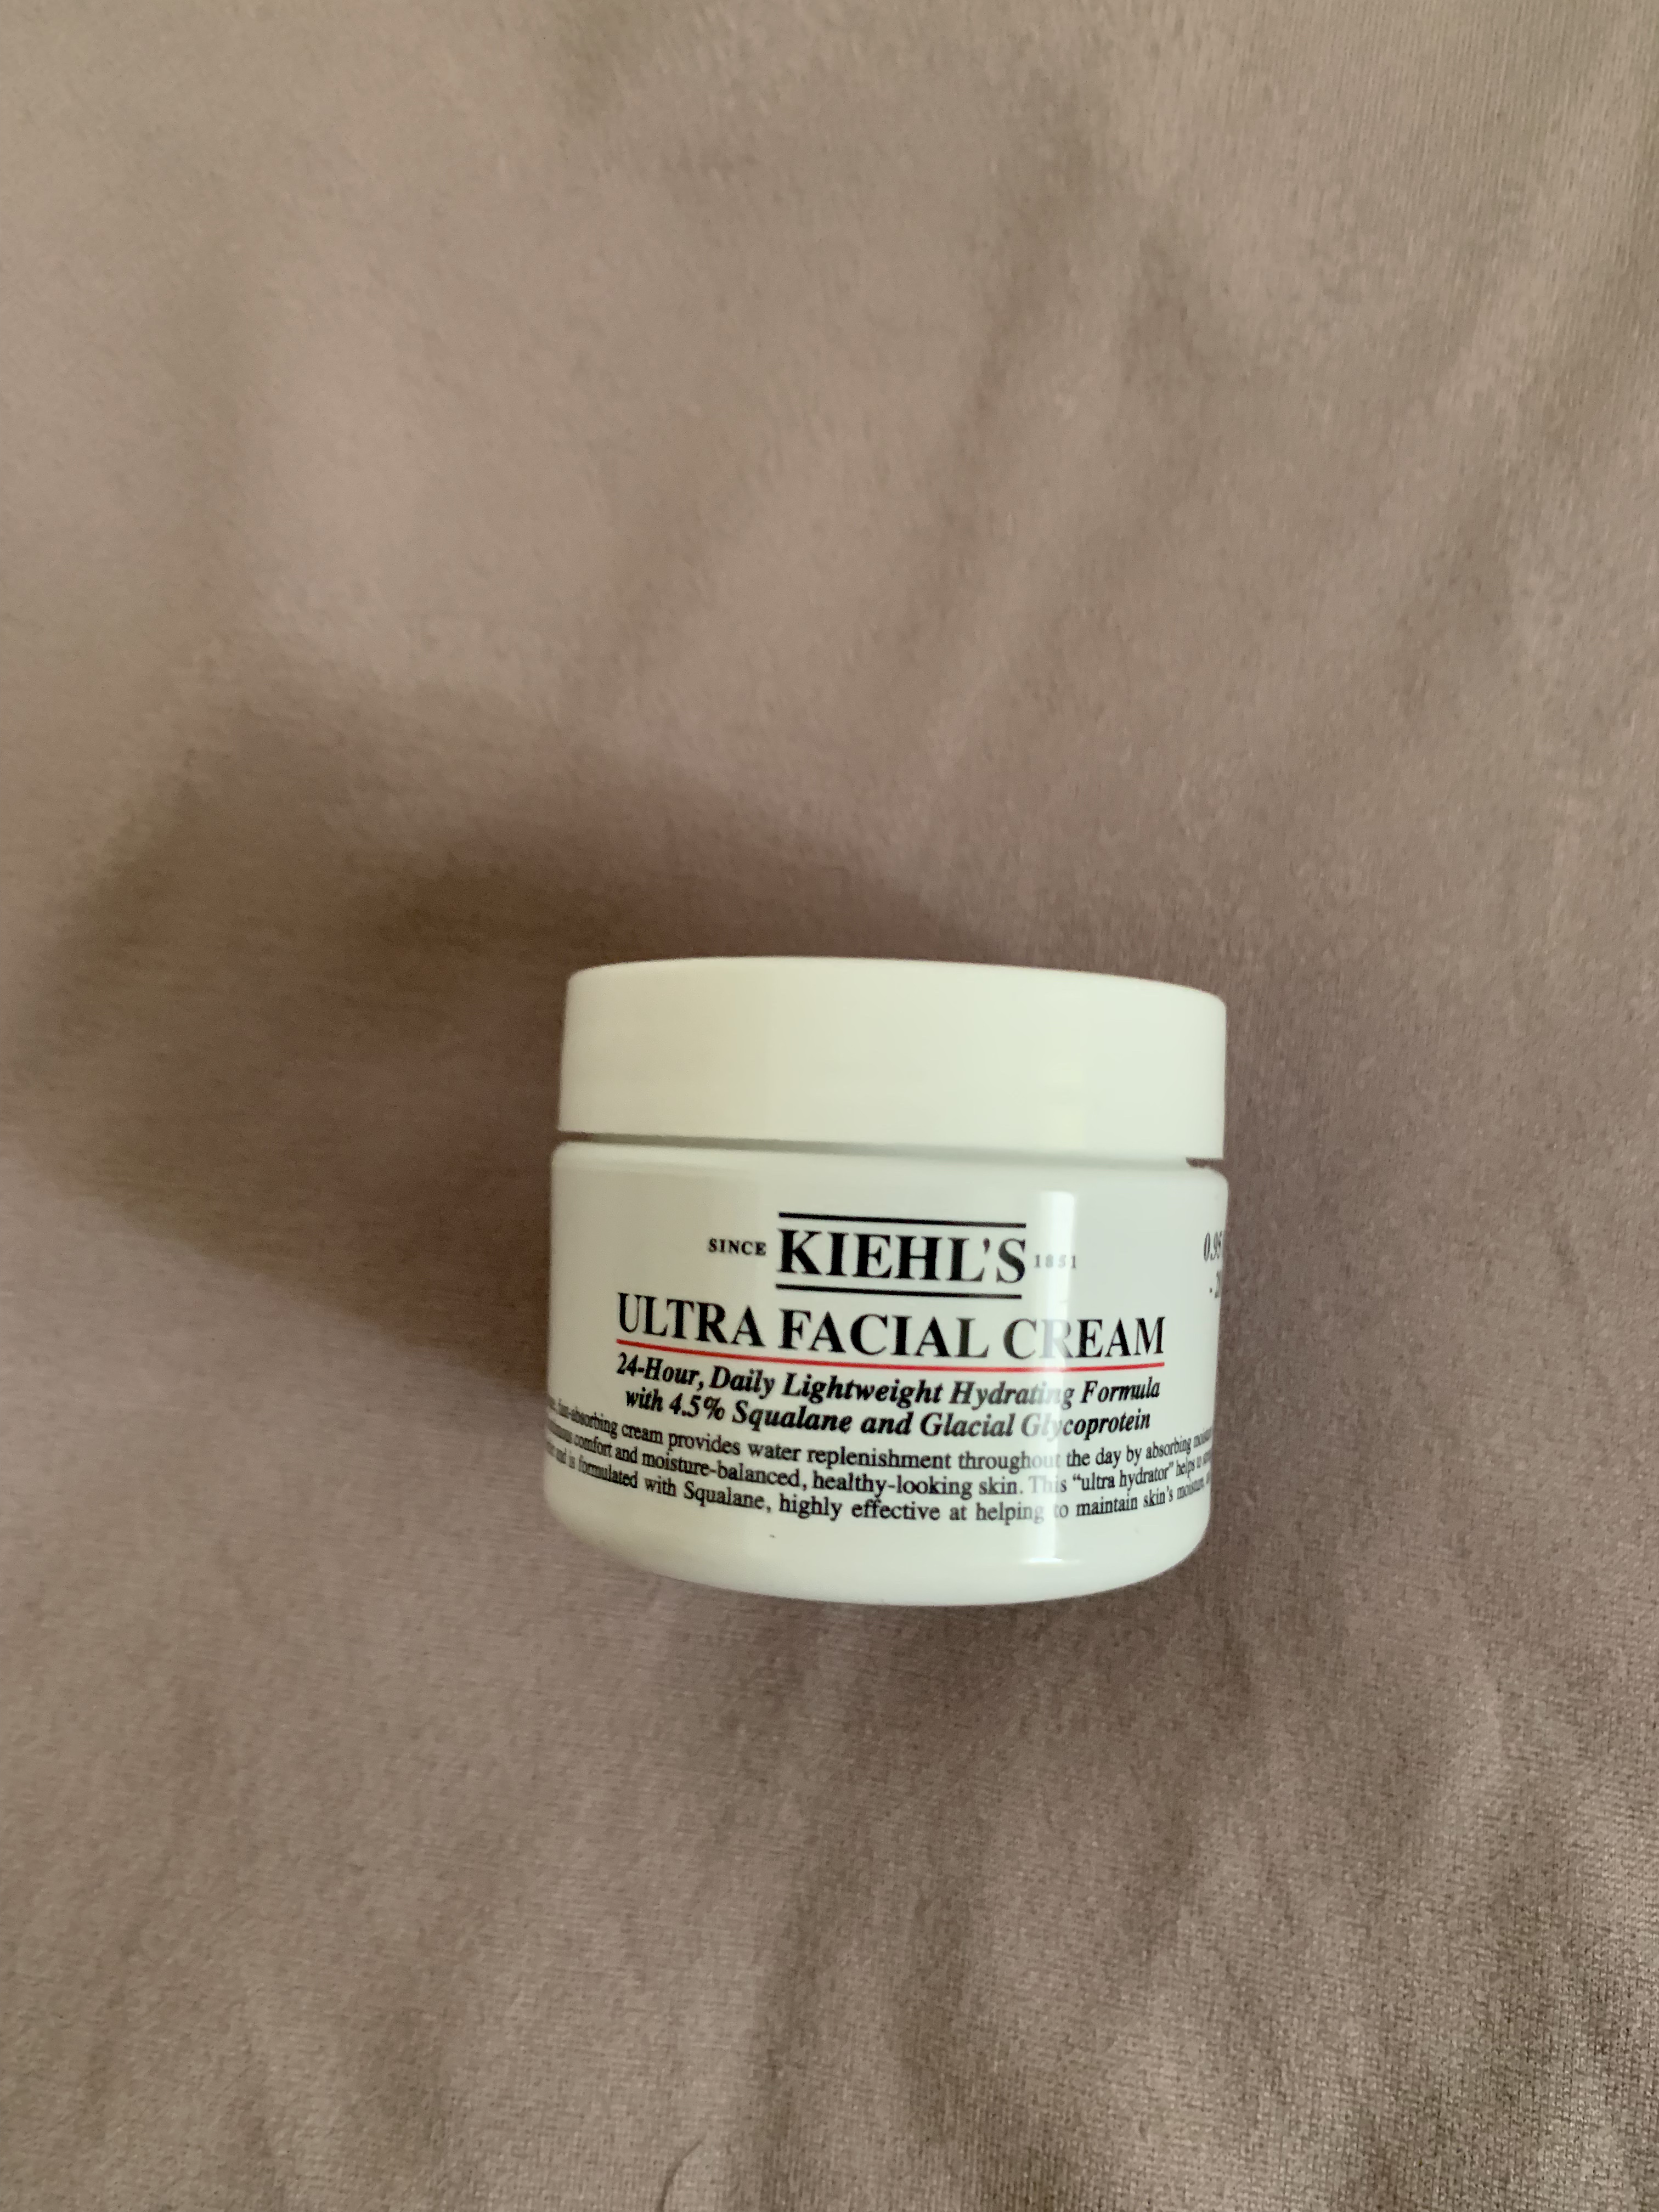 SINCE KIEHL'S 1851
ULTRA FACIAL CREAM
24-Hour, Daily Lightweight Hydrating Formula
with 4.5% Squalane and Glacial Glycoprotein
cream provides water replenishment throughout the day by absorbing
comfort and moisture-balanced, healthy-looking skin. This "ultra hydrator" helps
and is formulated with Squalane, highly effective at helping to maintain skin's